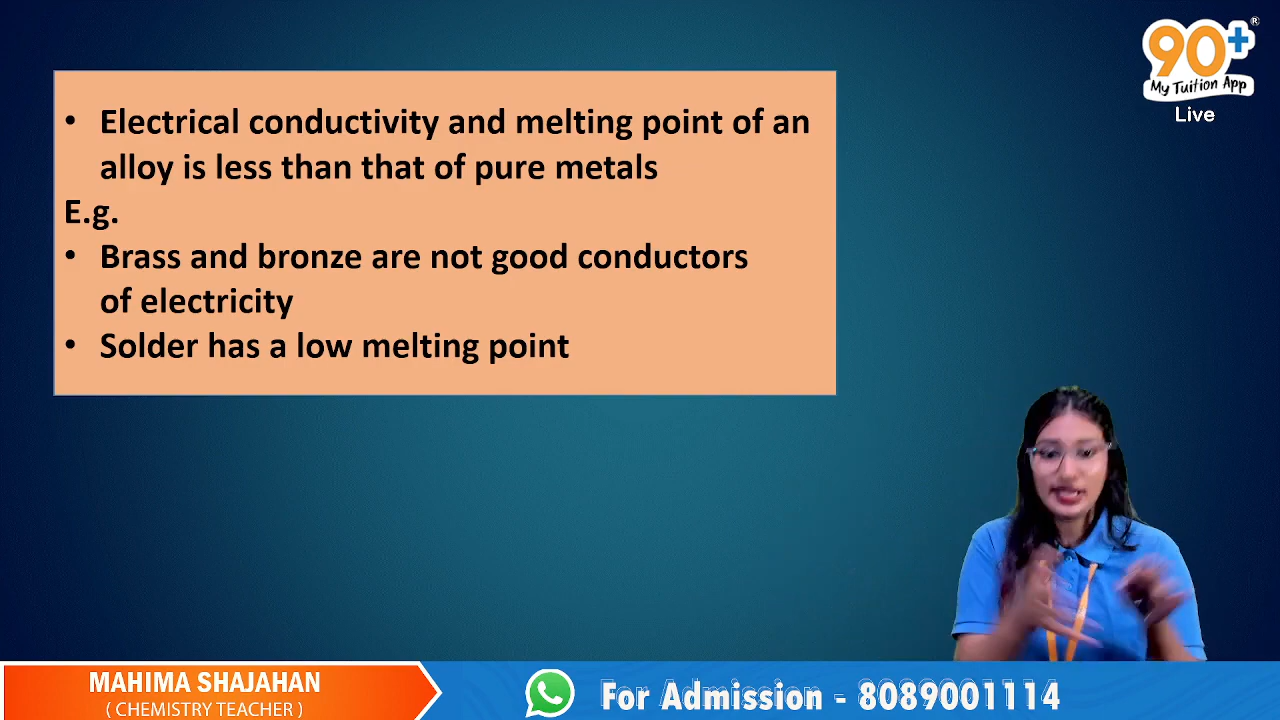 • Electrical conductivity and melting point of an
alloy is less than that of pure metals
E.g.
• Brass and bronze are not good conductors
of electricity
• Solder has a low melting point
90+
®
My Tuition App
Live
MAHIMA SHAJAHAN
( CHEMISTRY TEACHER )
For Admission - 8089001114